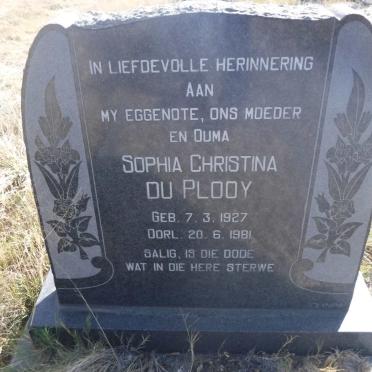 IN LIEFDEVOLLE HERINNERING
AAN
MY EGGENOTE, ONS MOEDER
EN OUMA
SOPHIA CHRISTINA
DU PLOOY
GEB. 7. 3. 1927
OORL. 20. 6. 1981
SALIG, IS DIE DODE
WAT IN DIE HERE STERWE